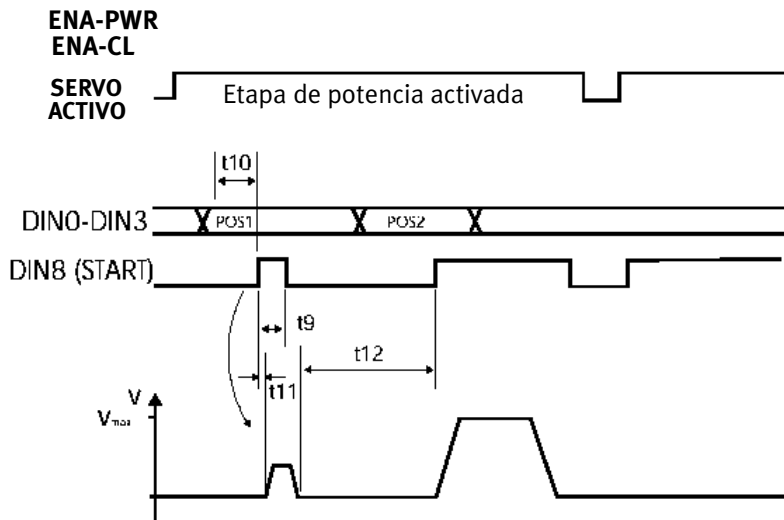 ENA-PWR
ENA-CL
SERVO
ACTIVO
Etapa de potencia activada
t10
DIN0-DIN3
POS1
POS2
DIN8 (START)
t9
t12
t11
V
Vmax